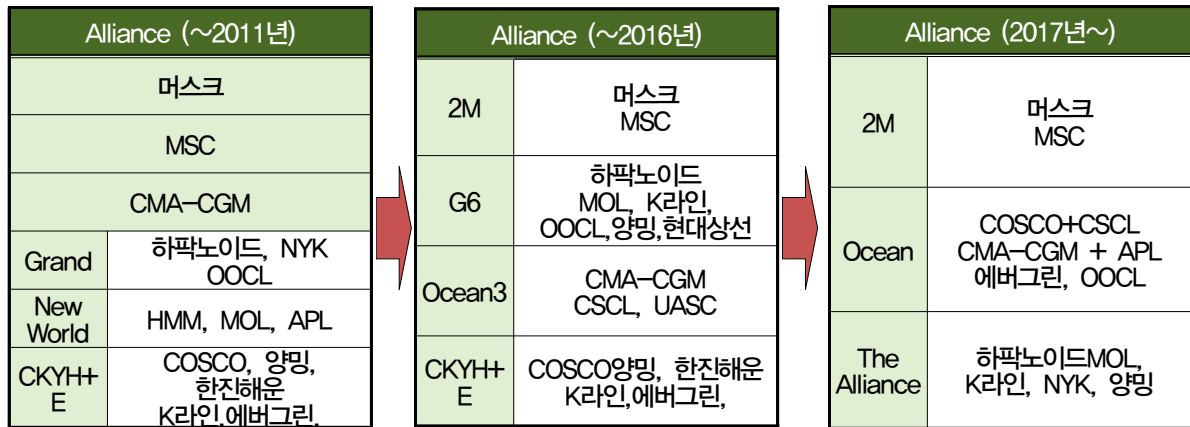 Alliance (~2011년)
머스크
MSC
CMA-CGM
Grand
하팍노이드, NYK
OOCL
New
World
HMM, MOL, APL
CKYH+
E
COSCO, 양밍,
한진해운
K라인,에버그린,
Alliance (~2016년)
2M
머스크
MSC
G6
하팍노이드
MOL, K라인,
OOCL,양밍,현대상선
Ocean3
CMA-CGM
CSCL, UASC
CKYH+
E
COSCO양밍, 한진해운
K라인,에버그린,
Alliance (2017년~)
2M
머스크
MSC
Ocean
COSCO+CSCL
CMA-CGM + APL
에버그린, OOCL
The
Alliance
하팍노이드MOL,
K라인, NYK, 양밍